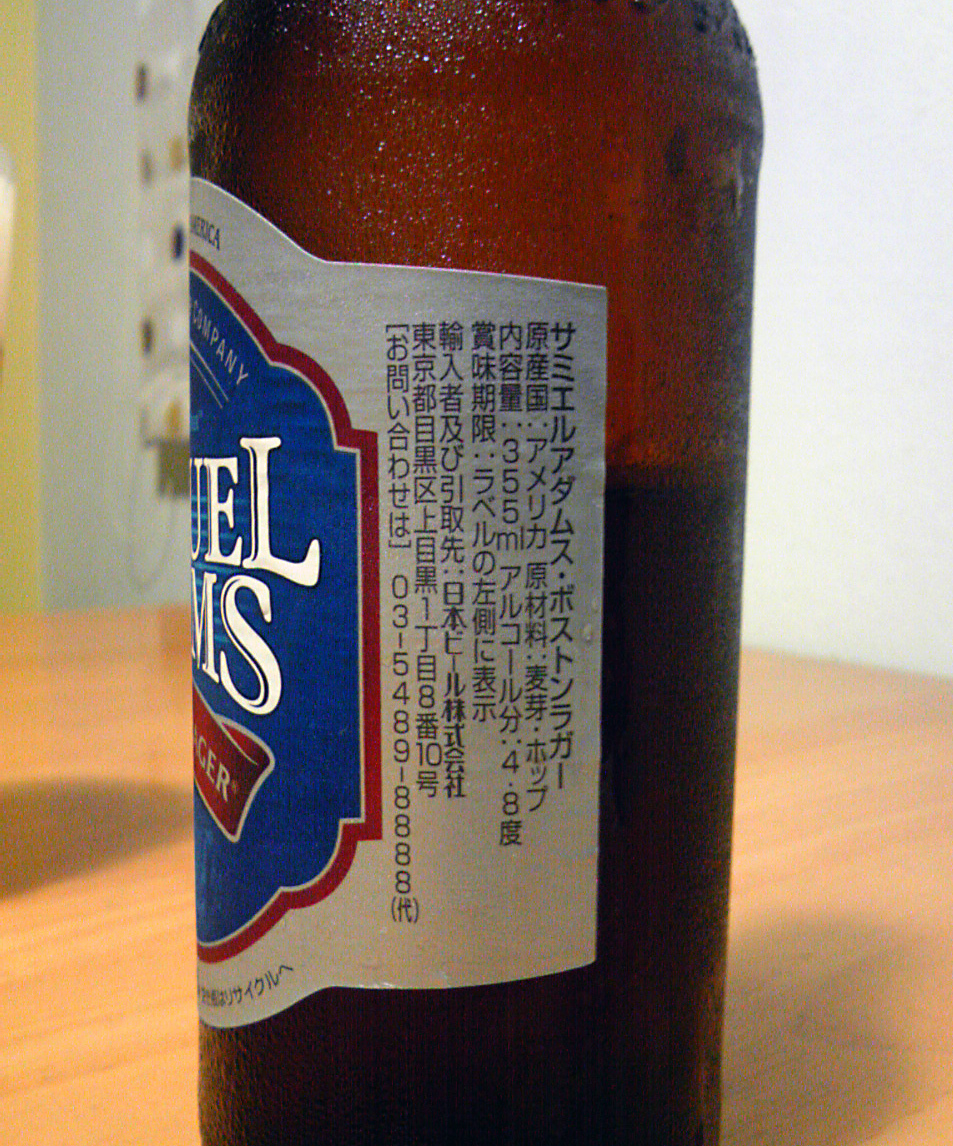 MERICA
COMPANY
UEL
MS
GER
サミエルアダムス・ボストンラガー
原産国：アメリカ 原材料：麦芽・ホップ
内容量：355ml アルコール分：4.8度
賞味期限：ラベルの左側に表示
輸入者及び引取先：日本ビール株式会社
東京都目黒区上目黒1丁目8番10号
[お問い合わせは] 03-5489-8888(代)
はリサイクルへ